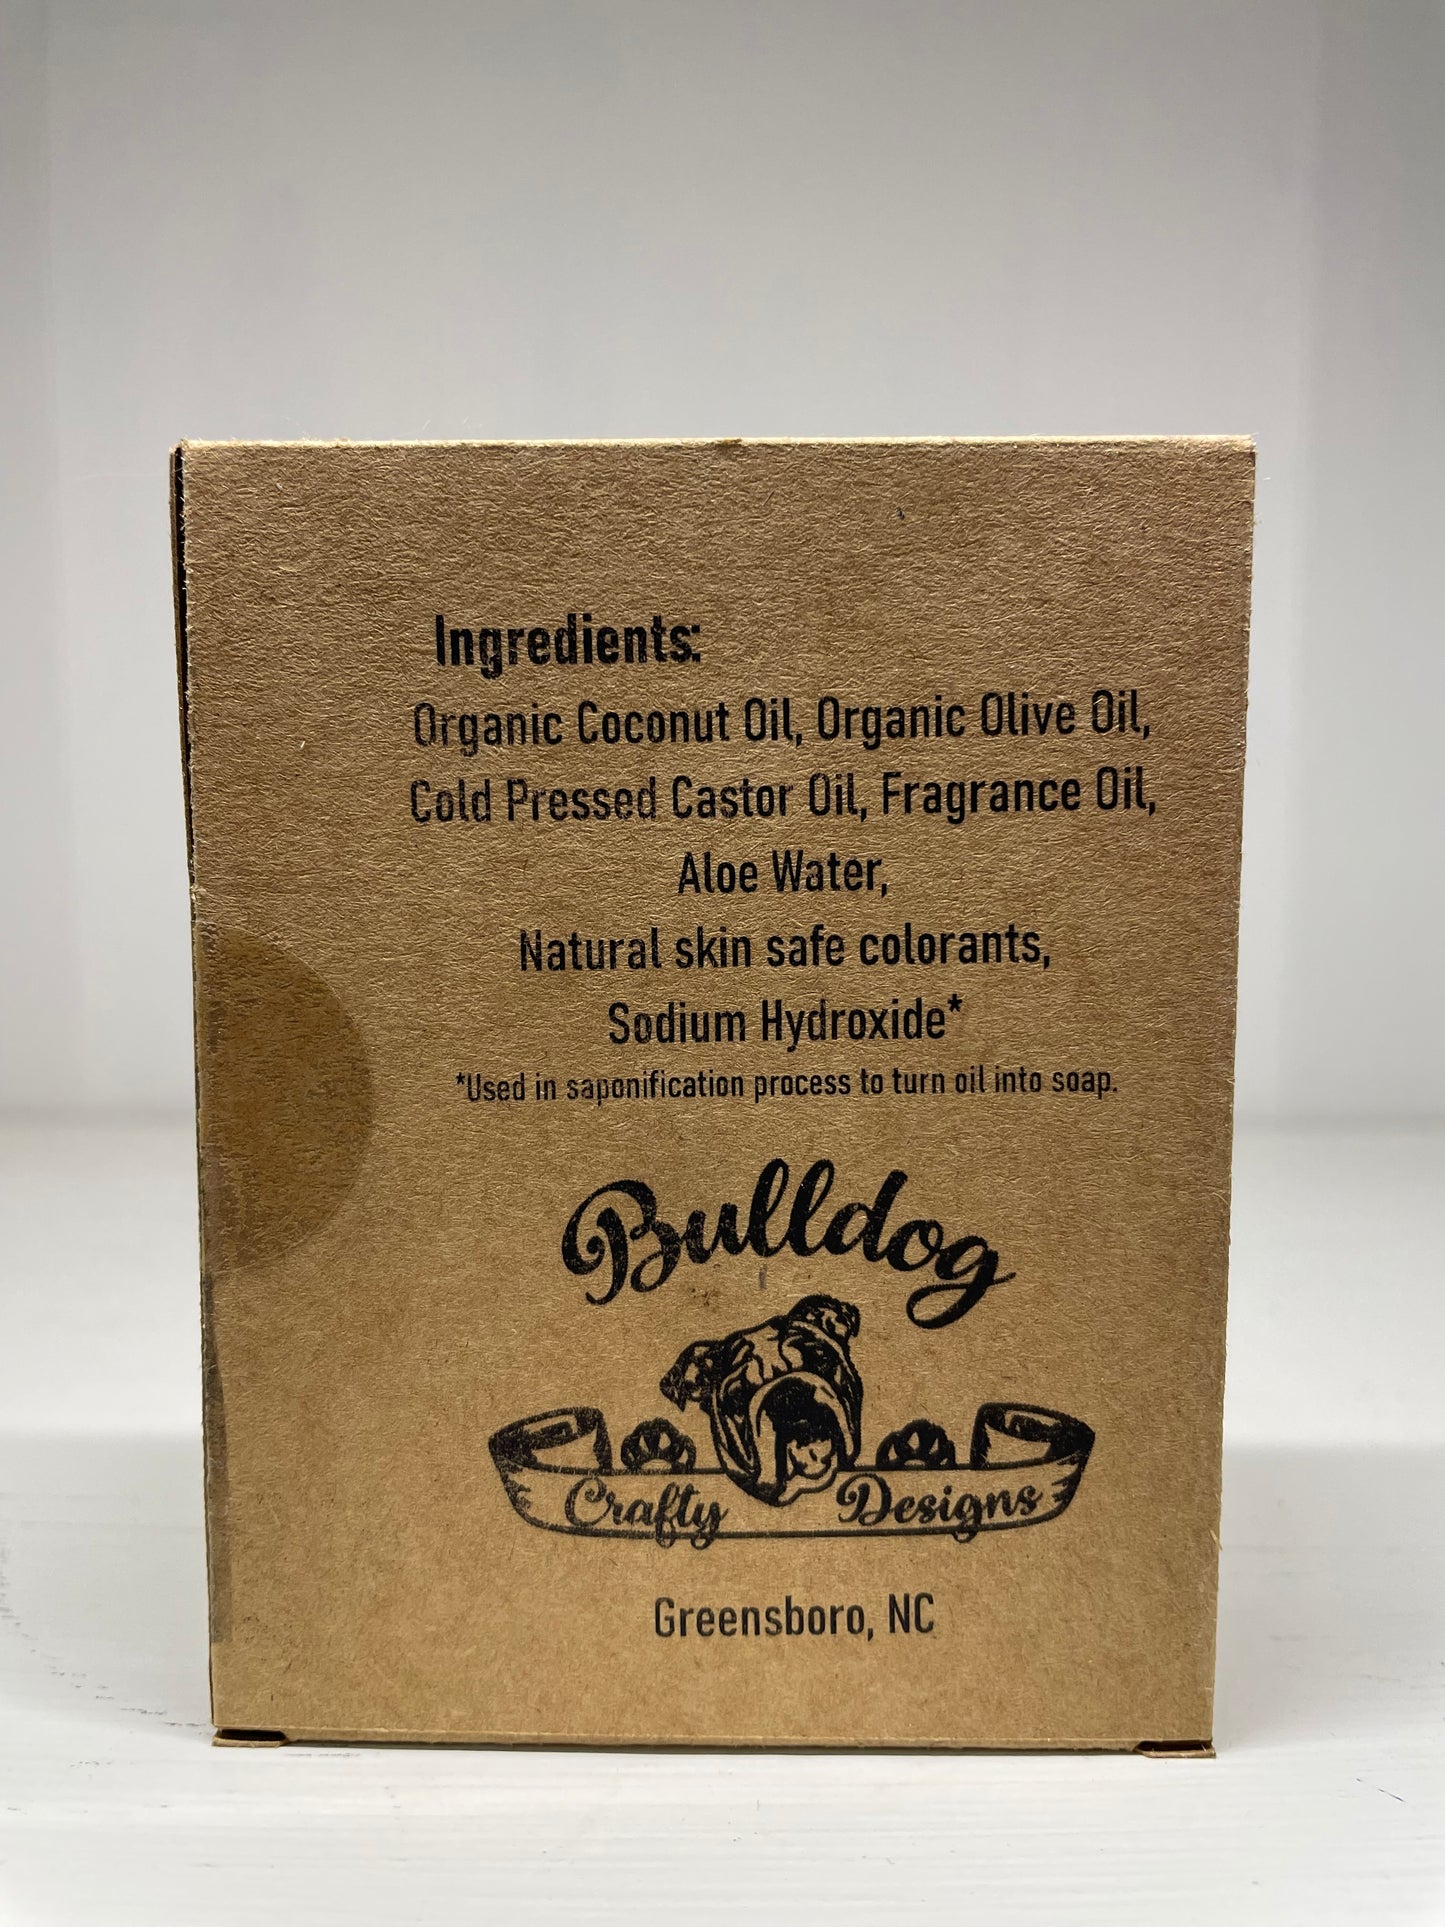 Ingredients:
Organic Coconut Oil, Organic Olive Oil,
Cold Pressed Castor Oil, Fragrance Oil,
Aloe Water,
Natural skin safe colorants,
Sodium Hydroxide*
*Used in saponification process to turn oil into soap.
Bulldog
Crafty Designs
Greensboro, NC